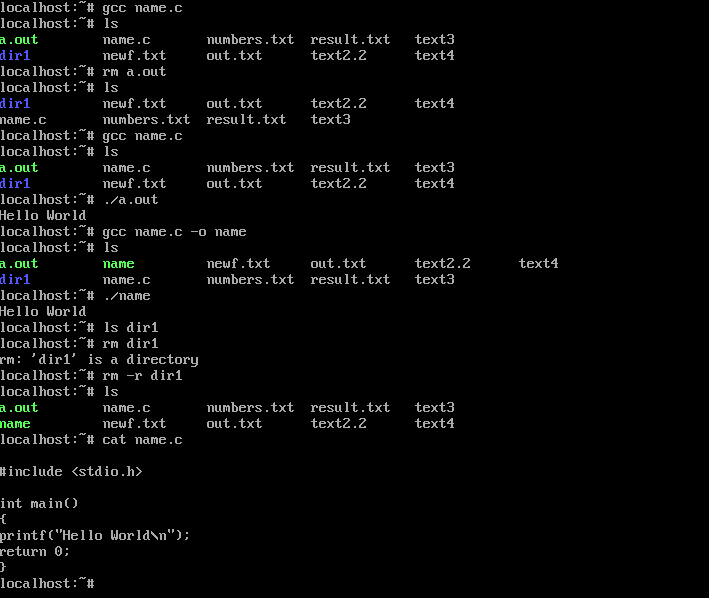 localhost:~# gcc name.c
localhost:~# ls
a.out        name.c       numbers.txt  result.txt   text3
dir1         newf.txt     out.txt      text2.2      text4
localhost:~# rm a.out
localhost:~# ls
dir1         newf.txt     out.txt      text2.2      text4
name.c       numbers.txt  result.txt   text3
localhost:~# gcc name.c
localhost:~# ls
a.out        name.c       numbers.txt  result.txt   text3
dir1         newf.txt     out.txt      text2.2      text4
localhost:~# ./a.out
Hello World
localhost:~# gcc name.c -o name
localhost:~# ls
a.out        name         newf.txt     out.txt      text2.2      text4
dir1         name.c       numbers.txt  result.txt   text3
localhost:~# ./name
Hello World
localhost:~# ls dir1
localhost:~# rm dir1
rm: 'dir1' is a directory
localhost:~# rm -r dir1
localhost:~# ls
a.out        name.c       numbers.txt  result.txt   text3
name         newf.txt     out.txt      text2.2      text4
localhost:~# cat name.c
#include <stdio.h>
int main()
{
printf("Hello World\n");
return 0;
}
localhost:~#